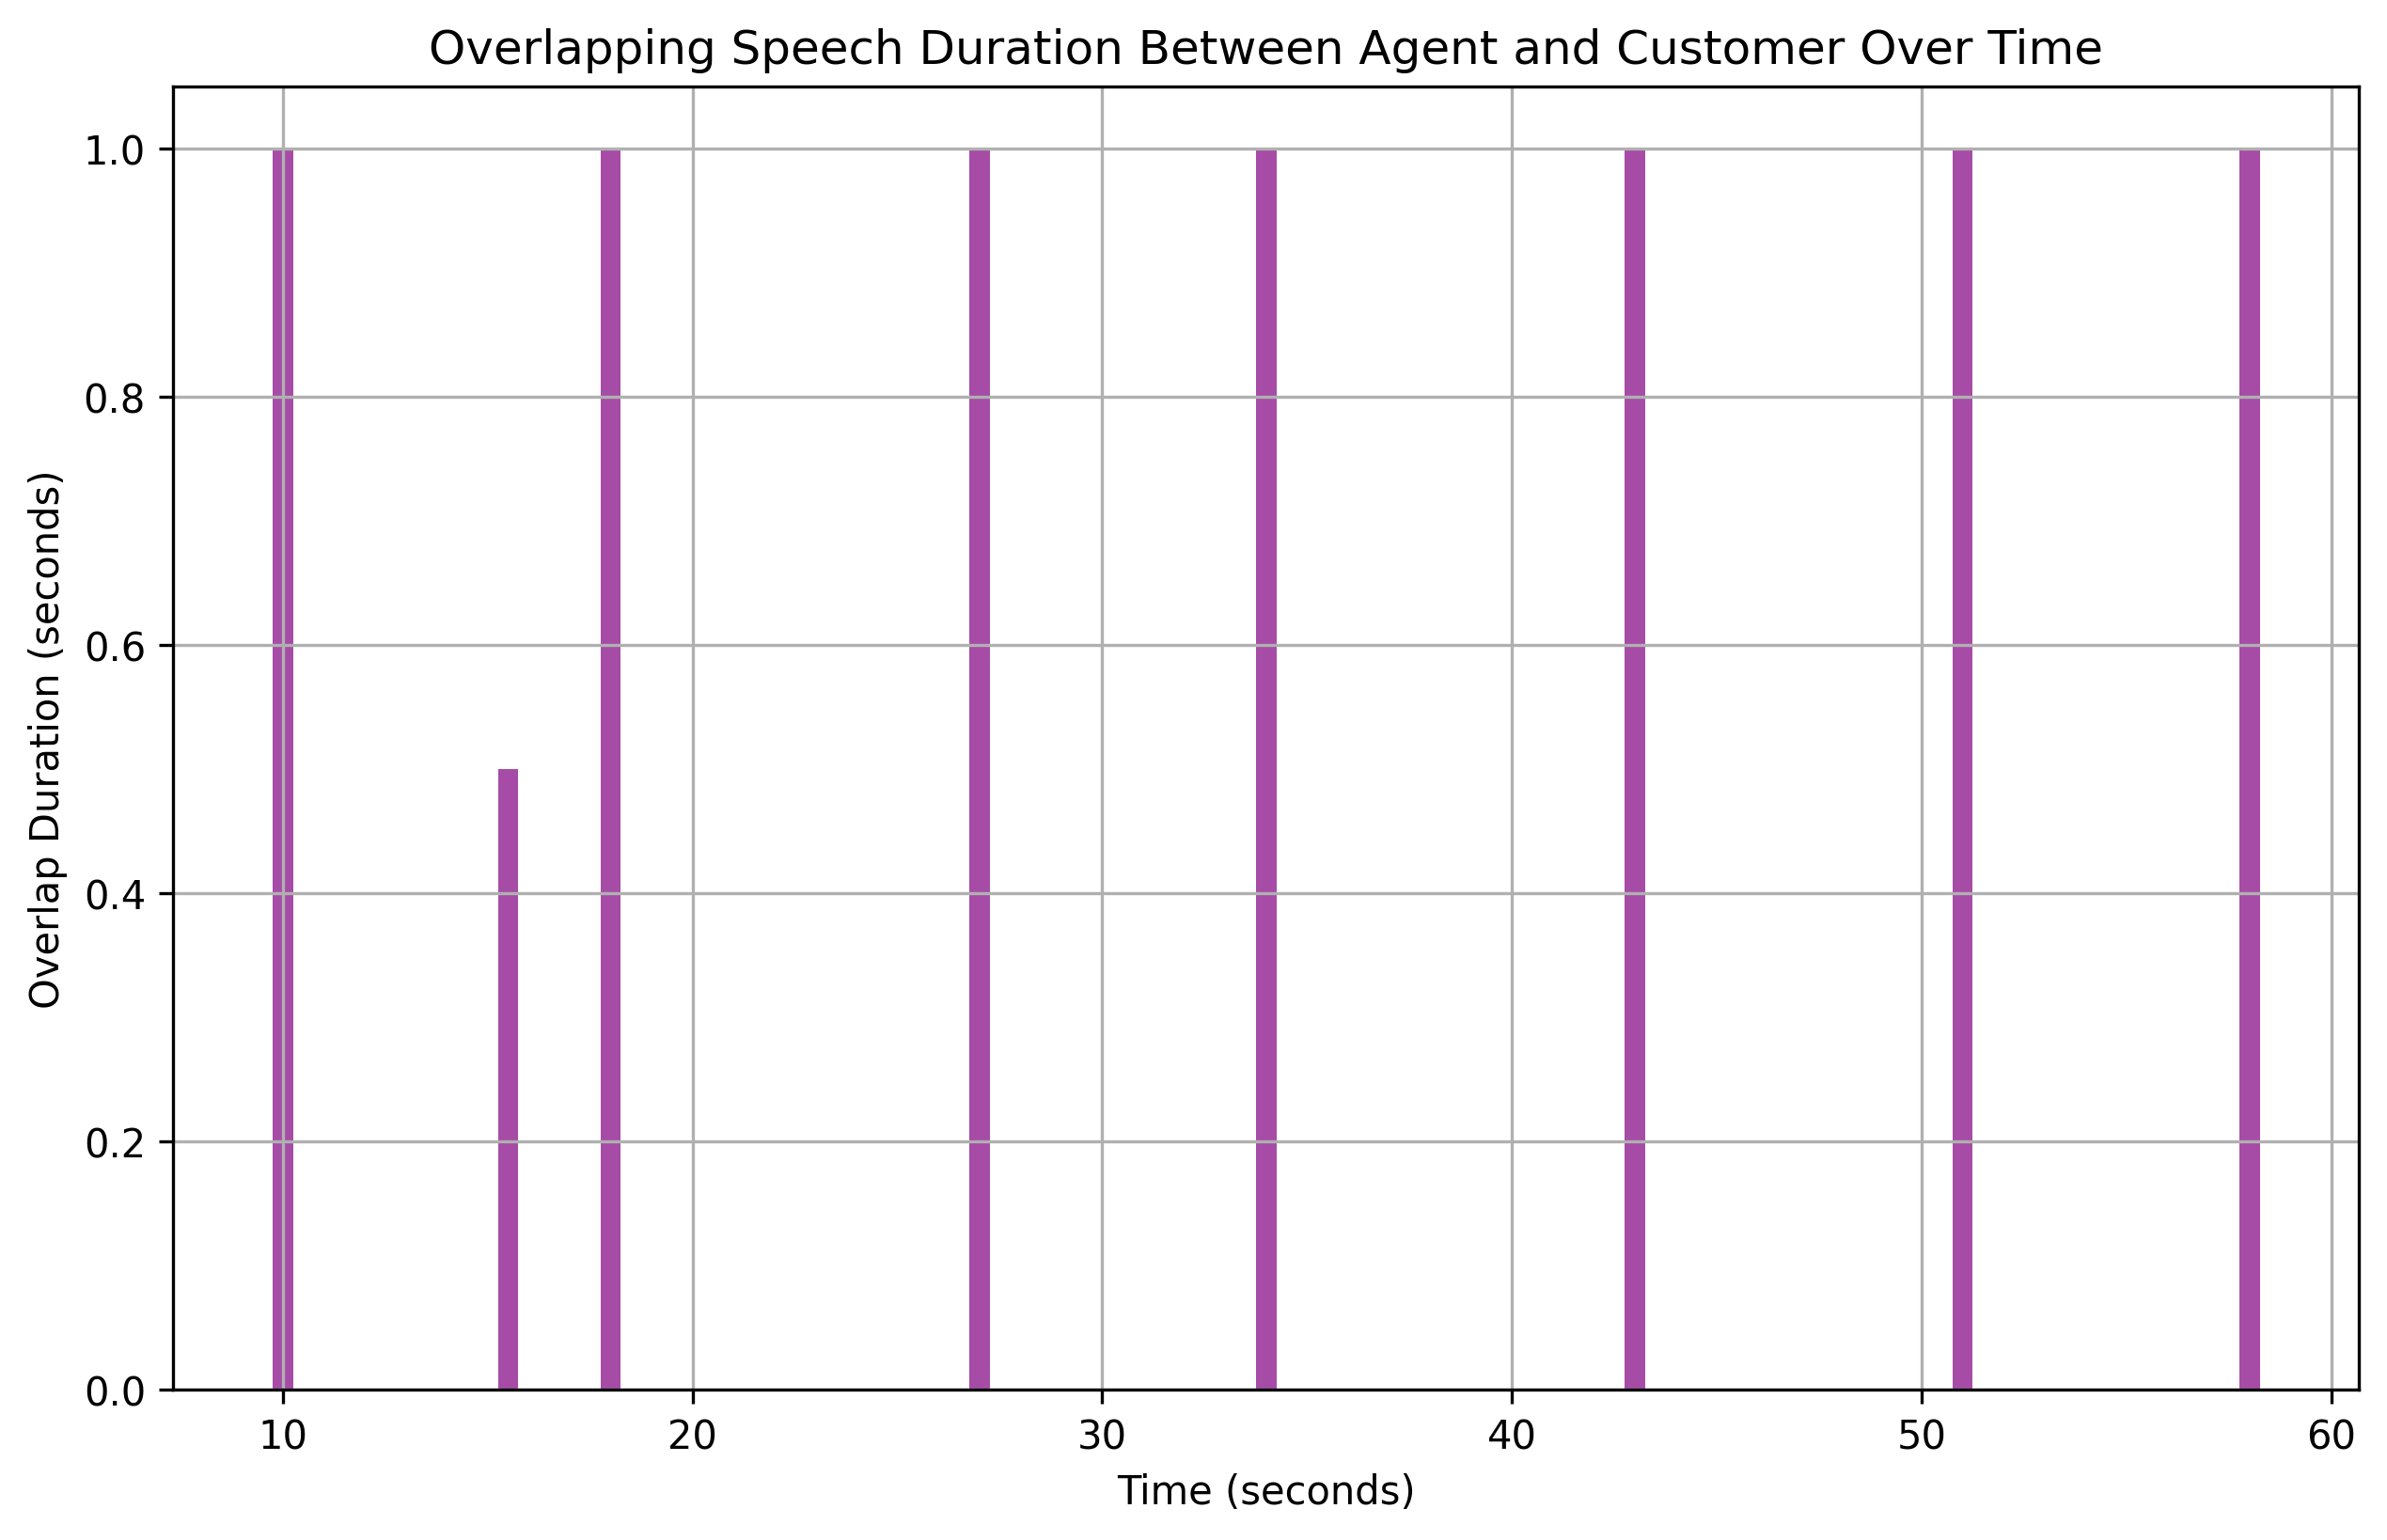 Overlapping Speech Duration Between Agent and Customer Over Time
1.0
0.8
0.6
0.4
0.2
0.0
Overlap Duration (seconds)
10 20 30 40 50 60
Time (seconds)